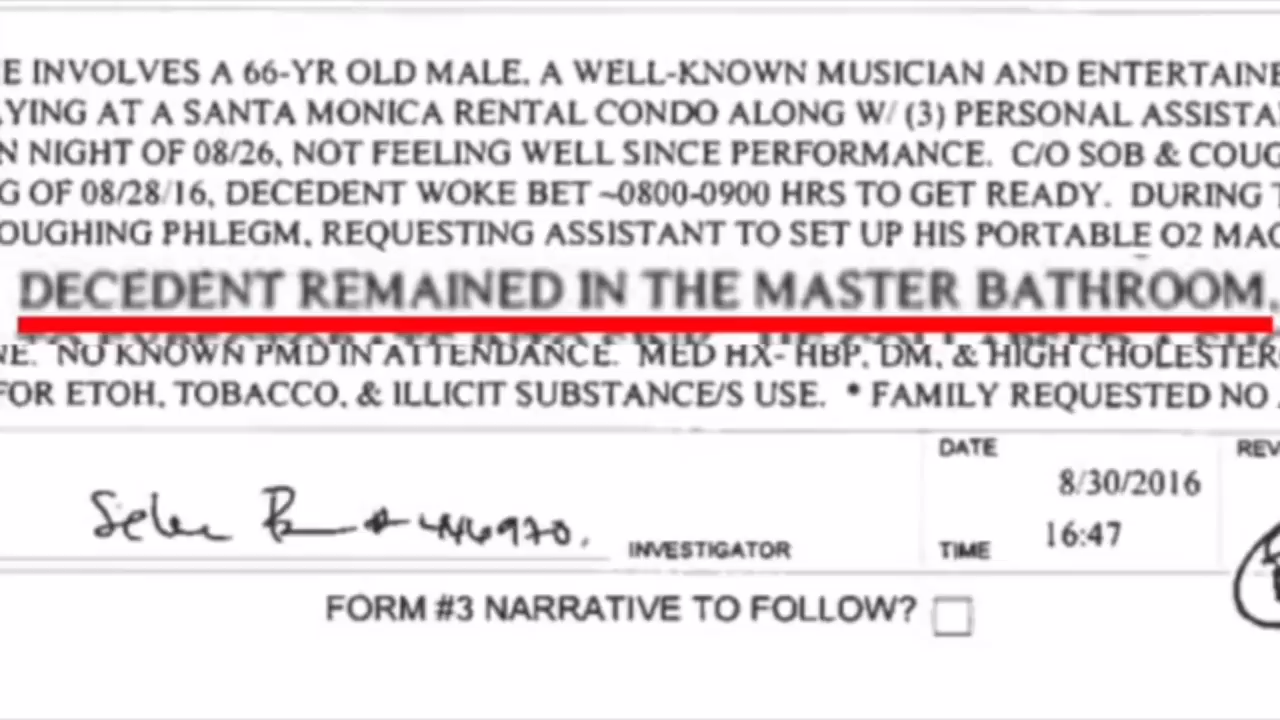 E INVOLVES A 66-YR OLD MALE, A WELL-KNOWN MUSICIAN AND ENTERTAINE
YING AT A SANTA MONICA RENTAL CONDO ALONG W/ (3) PERSONAL ASSISTA
N NIGHT OF 08/26, NOT FEELING WELL SINCE PERFORMANCE. C/O SOB & COUG
G OF 08/28/16, DECEDENT WOKE BET ~0800-0900 HRS TO GET READY. DURING T
OUGHING PHLEGM, REQUESTING ASSISTANT TO SET UP HIS PORTABLE O2 MAC
DECEDENT REMAINED IN THE MASTER BATHROOM.
NE. NO KNOWN PMD IN ATTENDANCE. MED HX- HBP, DM, & HIGH CHOLESTER
FOR ETOH, TOBACCO, & ILLICIT SUBSTANCE/S USE. * FAMILY REQUESTED NO
DATE
REV
8/30/2016
INVESTIGATOR
TIME
16:47
FORM #3 NARRATIVE TO FOLLOW?